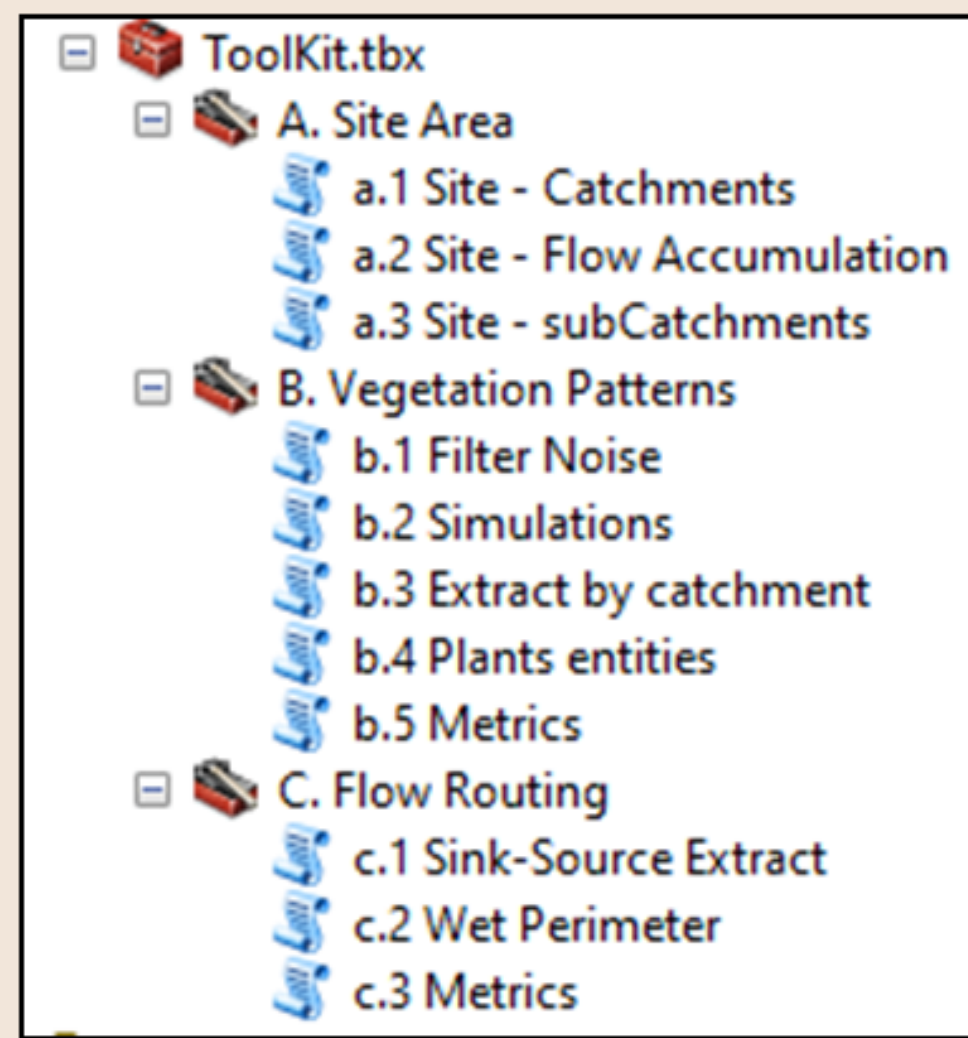 ToolKit.tbx
A. Site Area
a.1 Site - Catchments
a.2 Site - Flow Accumulation
a.3 Site - subCatchments
B. Vegetation Patterns
b.1 Filter Noise
b.2 Simulations
b.3 Extract by catchment
b.4 Plants entities
b.5 Metrics
C. Flow Routing
c.1 Sink-Source Extract
c.2 Wet Perimeter
c.3 Metrics